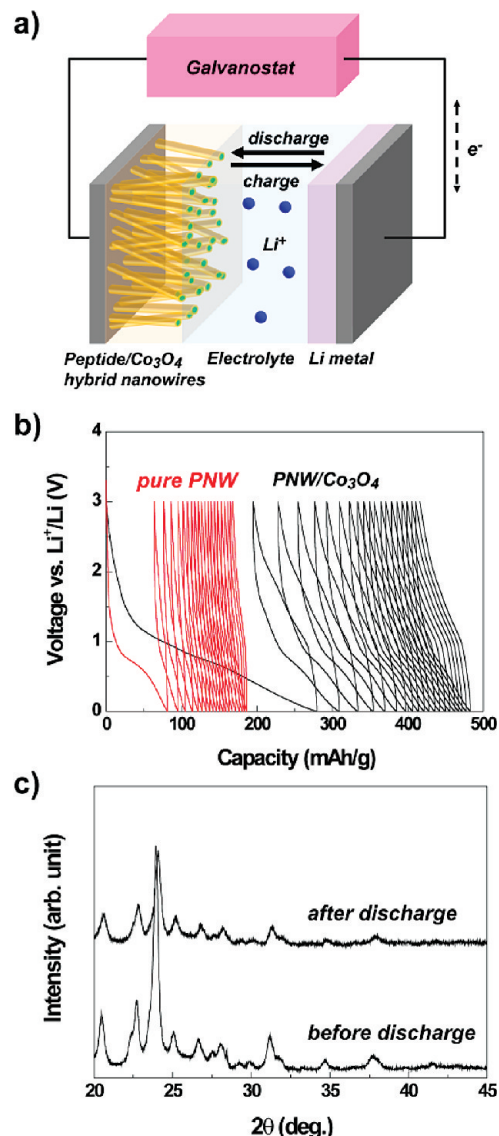 a)
Galvanostat
discharge
charge
e-
Li+
Peptide/Co3O4
hybrid nanowires
Electrolyte
Li metal
b)
Voltage vs. Li+/Li (V)
4
3
2
1
0
pure PNW
PNW/Co3O4
0 100 200 300 400 500
Capacity (mAh/g)
c)
Intensity (arb. unit)
after discharge
before discharge
20 25 30 35 40 45
2θ (deg.)